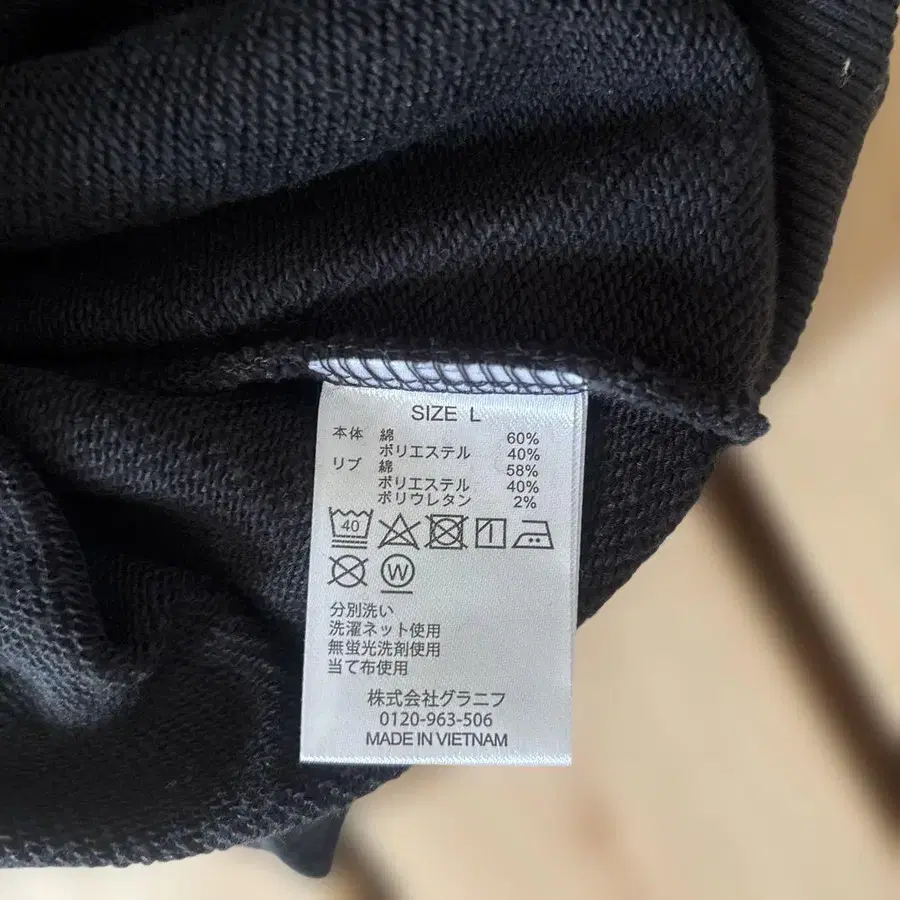 SIZE L
本体 綿 60%
ポリエステル 40%
リブ 綿 58%
ポリエステル 40%
ポリウレタン 2%
40
W
分別洗い
洗濯ネット使用
無蛍光洗剤使用
当て布使用
株式会社グラニフ
0120-963-506
MADE IN VIETNAM